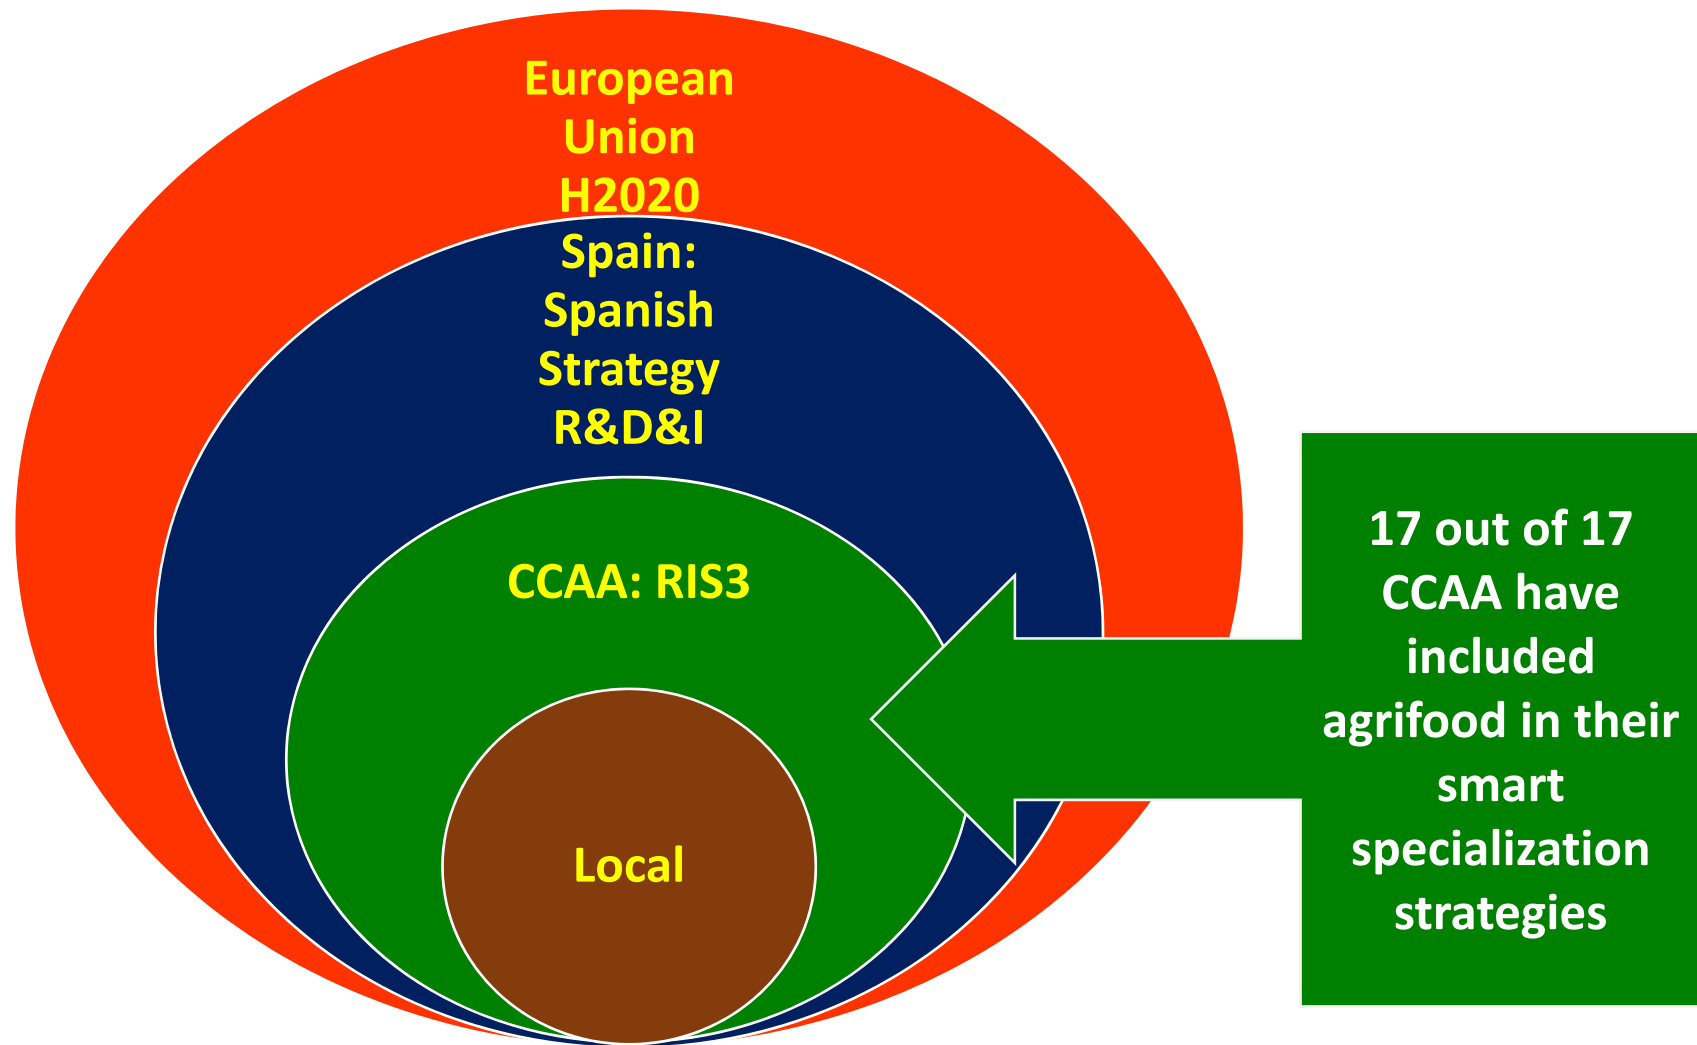 European
Union
H2020
Spain:
Spanish
Strategy
R&D&I
CCAA: RIS3
Local
17 out of 17
CCAA have
included
agrifood in their
smart
specialization
strategies